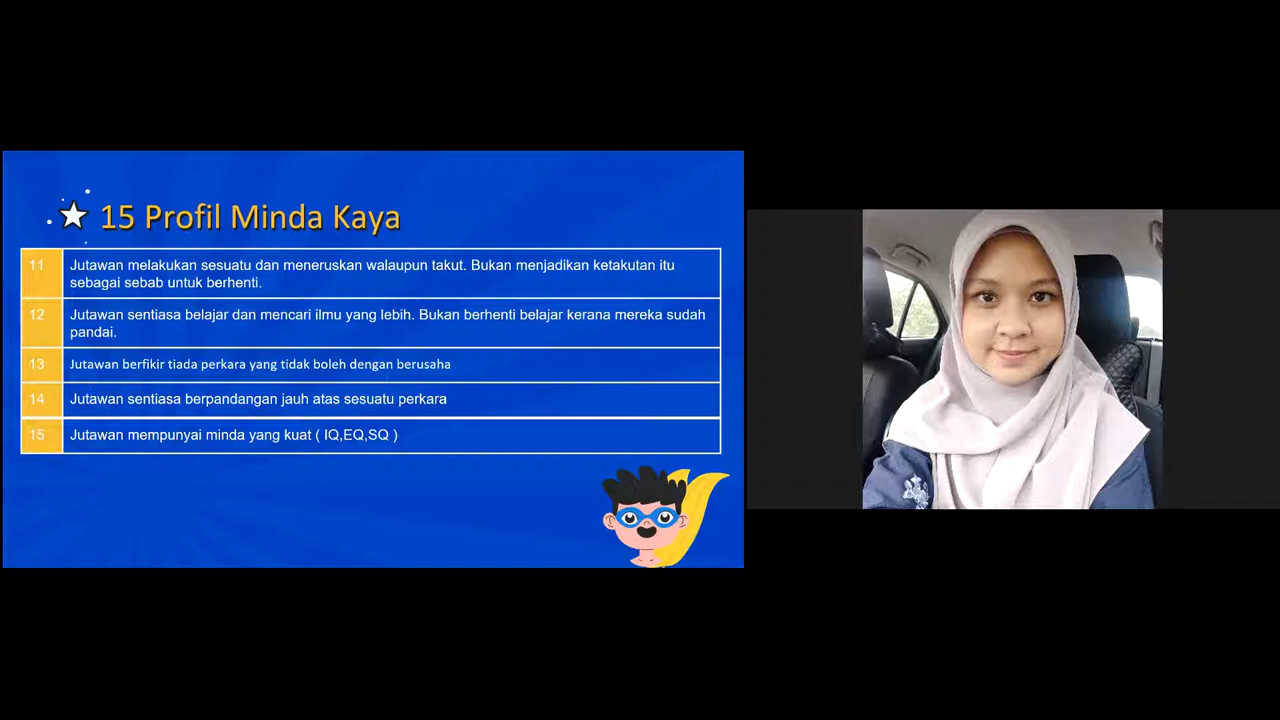 15 Profil Minda Kaya
11
Jutawan melakukan sesuatu dan meneruskan walaupun takut. Bukan menjadikan ketakutan itu
sebagai sebab untuk berhenti.
12
Jutawan sentiasa belajar dan mencari ilmu yang lebih. Bukan berhenti belajar kerana mereka sudah
pandai.
13
Jutawan berfikir tiada perkara yang tidak boleh dengan berusaha
14
Jutawan sentiasa berpandangan jauh atas sesuatu perkara
15
Jutawan mempunyai minda yang kuat ( IQ,EQ,SQ )